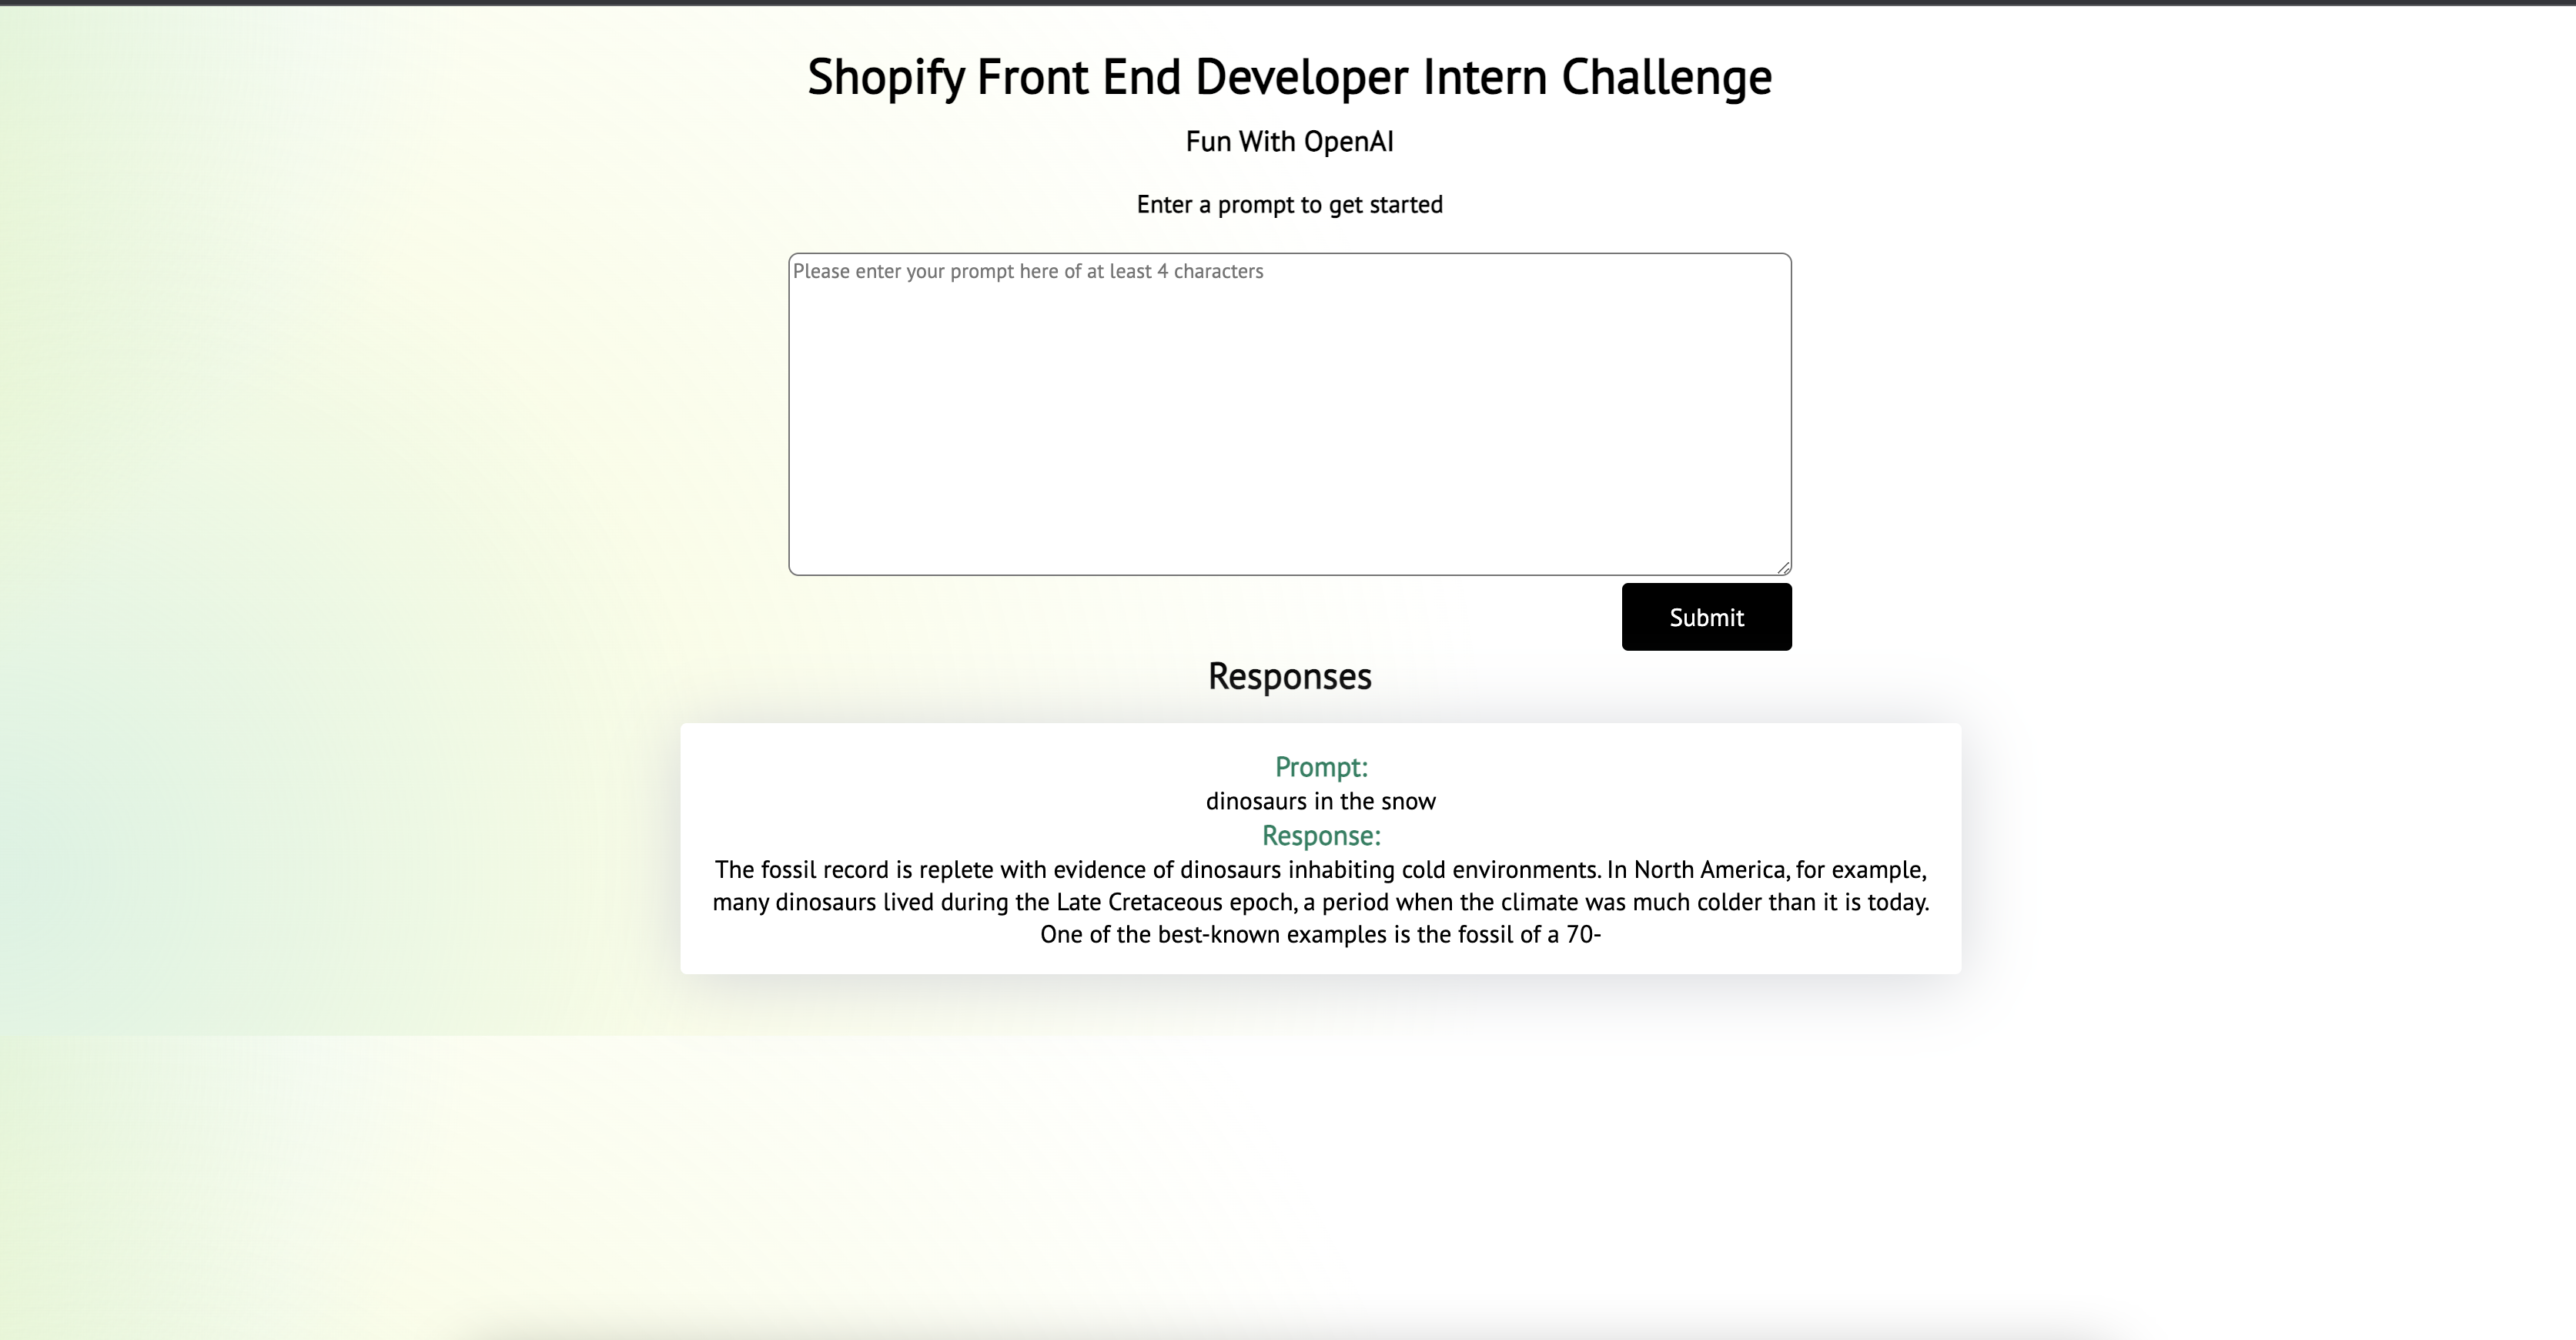 Shopify Front End Developer Intern Challenge
Fun With OpenAI
Enter a prompt to get started
Please enter your prompt here of at least 4 characters
Submit
Responses
Prompt:
dinosaurs in the snow
Response:
The fossil record is replete with evidence of dinosaurs inhabiting cold environments. In North America, for example,
many dinosaurs lived during the Late Cretaceous epoch, a period when the climate was much colder than it is today.
One of the best-known examples is the fossil of a 70-